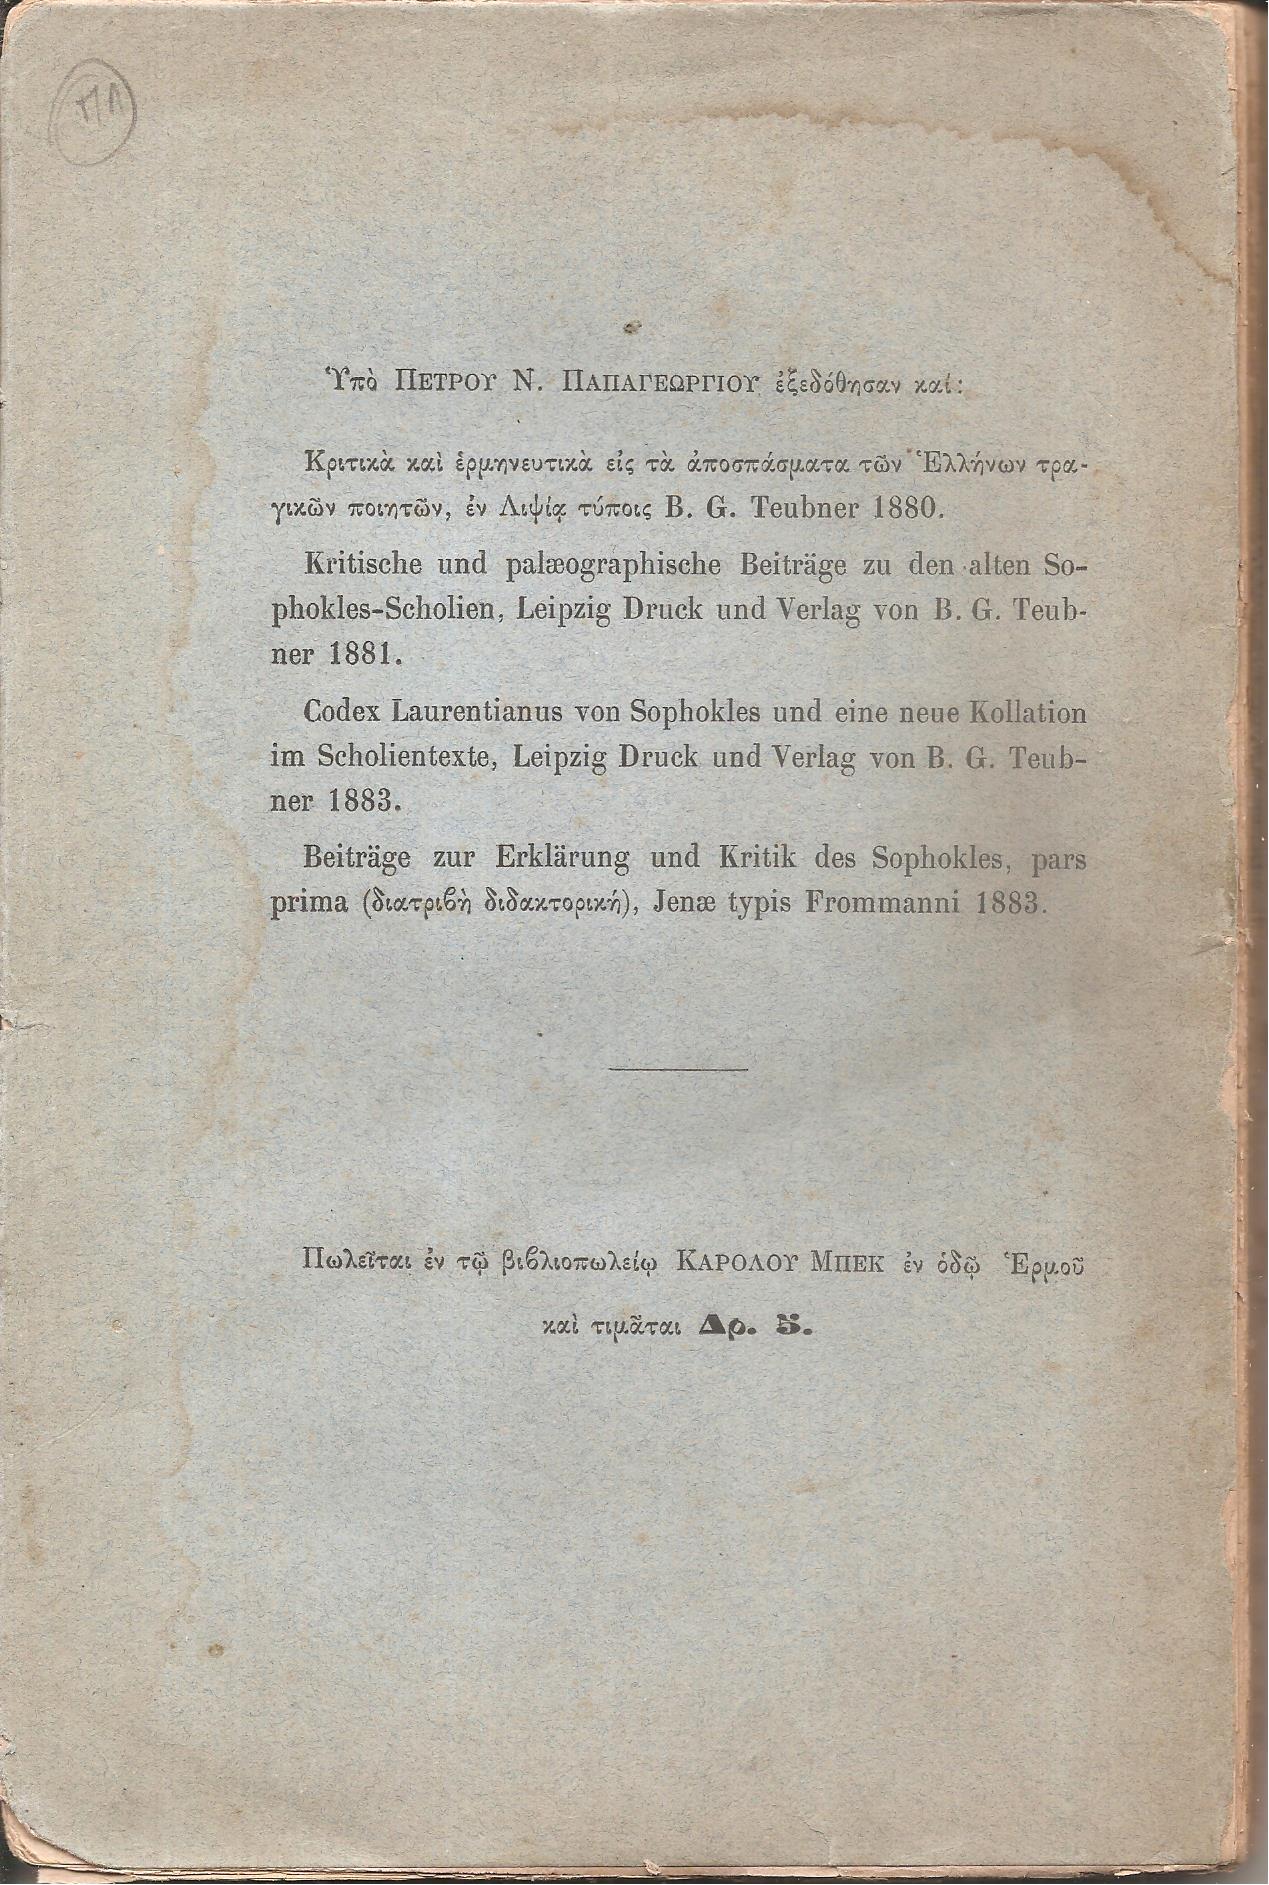 Ὑπὸ ΠΕΤΡΟΥ Ν. ΠΑΠΑΓΕΩΡΓΙΟΥ ἐξεδόθησαν καί:
Κριτικὰ καὶ ἑρμηνευτικὰ εἰς τὰ ἀποσπάσματα τῶν Ἑλλήνων τρα-
γικῶν ποιητῶν, ἐν Λιψίᾳ τύποις B. G. Teubner 1880.
Kritische und palæographische Beiträge zu den alten So-
phokles-Scholien, Leipzig Druck und Verlag von B. G. Teub-
ner 1881.
Codex Laurentianus von Sophokles und eine neue Kollation
im Scholientexte, Leipzig Druck und Verlag von B. G. Teub-
ner 1883.
Beiträge zur Erklärung und Kritik des Sophokles, pars
prima (διατριϐὴ διδακτορική), Jenæ typis Frommanni 1883.
Πωλεῖται ἐν τῷ βιϐλιοπωλείῳ ΚΑΡΟΛΟΥ ΜΠΕΚ ἐν ὁδῷ Ἑρμοῦ
καὶ τιμᾶται Δρ. 5.